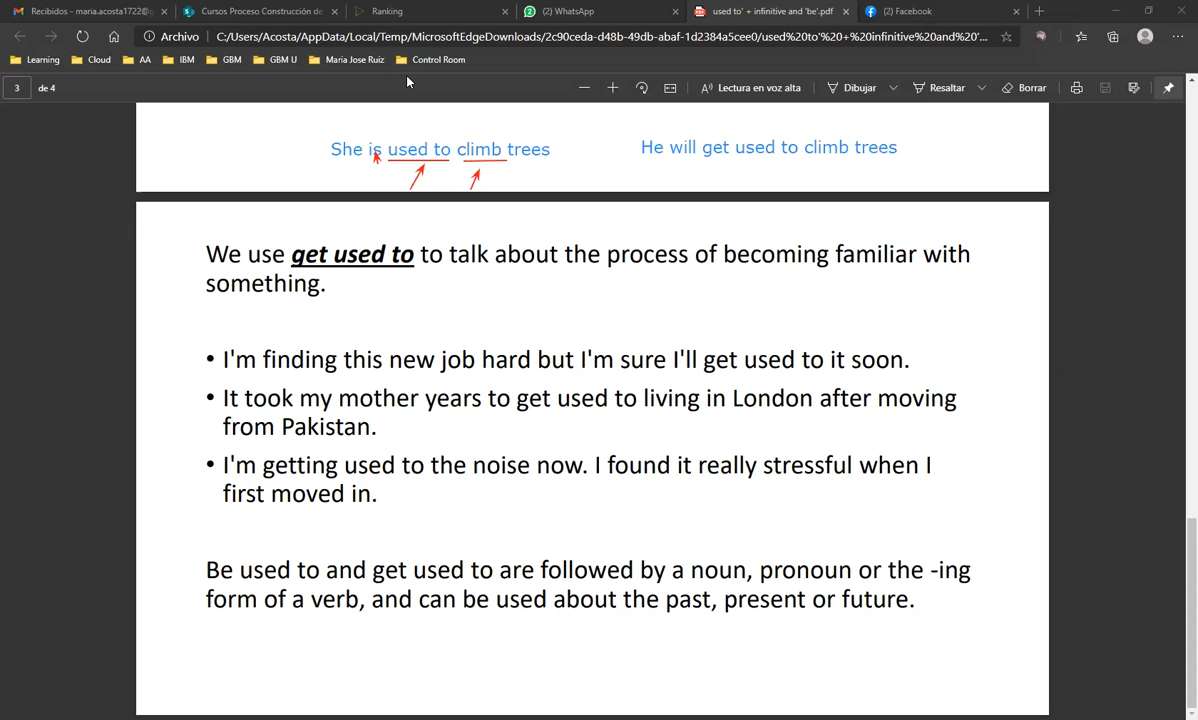 Recibidos - maria.acosta1722@g
Cursos Proceso Construcción de
Ranking
(2) WhatsApp
used to' + infinitive and 'be'.pdf
(2) Facebook
Archivo
C:/Users/Acosta/AppData/Local/Temp/MicrosoftEdgeDownloads/2c90ceda-d48b-49db-abaf-1d2384a5cee0/used%20to'%20+%20infinitive%20and%20'...
Learning
Cloud
AA
IBM
GBM
GBM U
Maria Jose Ruiz
Control Room
3 de 4
Lectura en voz alta
Dibujar
Resaltar
Borrar
She is used to climb trees
He will get used to climb trees
We use get used to to talk about the process of becoming familiar with
something.
• I'm finding this new job hard but I'm sure I'll get used to it soon.
• It took my mother years to get used to living in London after moving
from Pakistan.
• I'm getting used to the noise now. I found it really stressful when I
first moved in.
Be used to and get used to are followed by a noun, pronoun or the -ing
form of a verb, and can be used about the past, present or future.